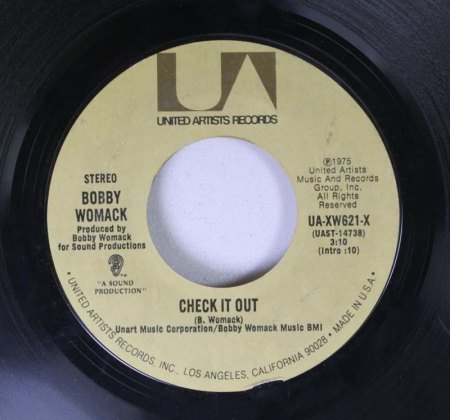 UA
UNITED ARTISTS RECORDS
STEREO
BOBBY
WOMACK
Produced by
Bobby Womack
for Sound Productions
"A SOUND
PRODUCTION"
℗1975
United Artists
Music And Records
Group, Inc.
All Rights
Reserved
UA-XW621-X
(UAST-14738)
3:10
(Intro :10)
CHECK IT OUT
(B. Womack)
Unart Music Corporation/Bobby Womack Music BMI
• UNITED ARTISTS RECORDS, INC., LOS ANGELES, CALIFORNIA 90028 • MADE IN U.S.A. •